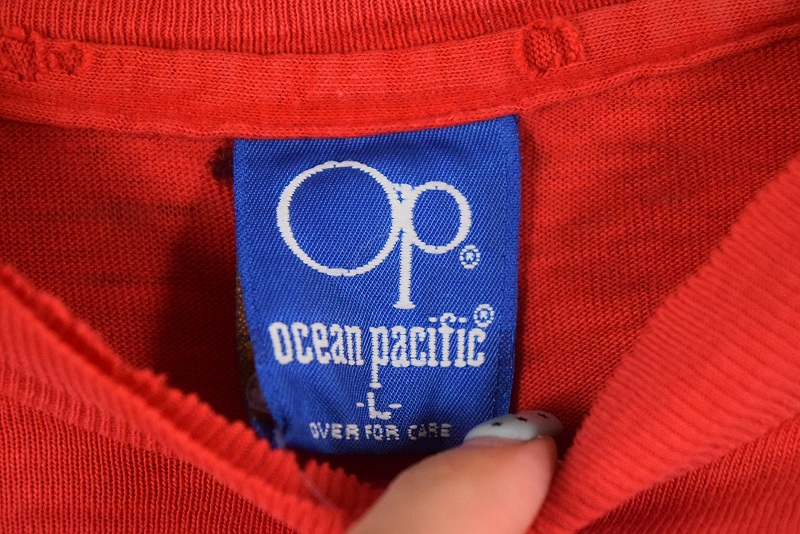 Op®
ocean pacific®
-L-
OVER FOR CARE